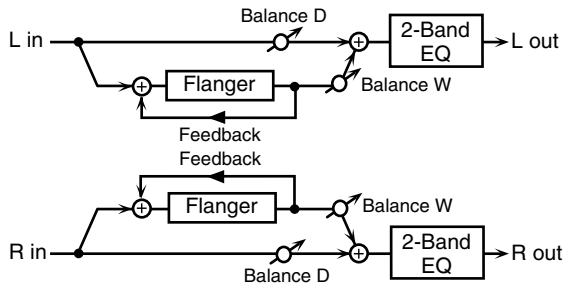 Balance D
L in
2-Band
EQ
L out
Flanger
Balance W
Feedback
Feedback
Flanger
Balance W
R in
2-Band
EQ
R out
Balance D